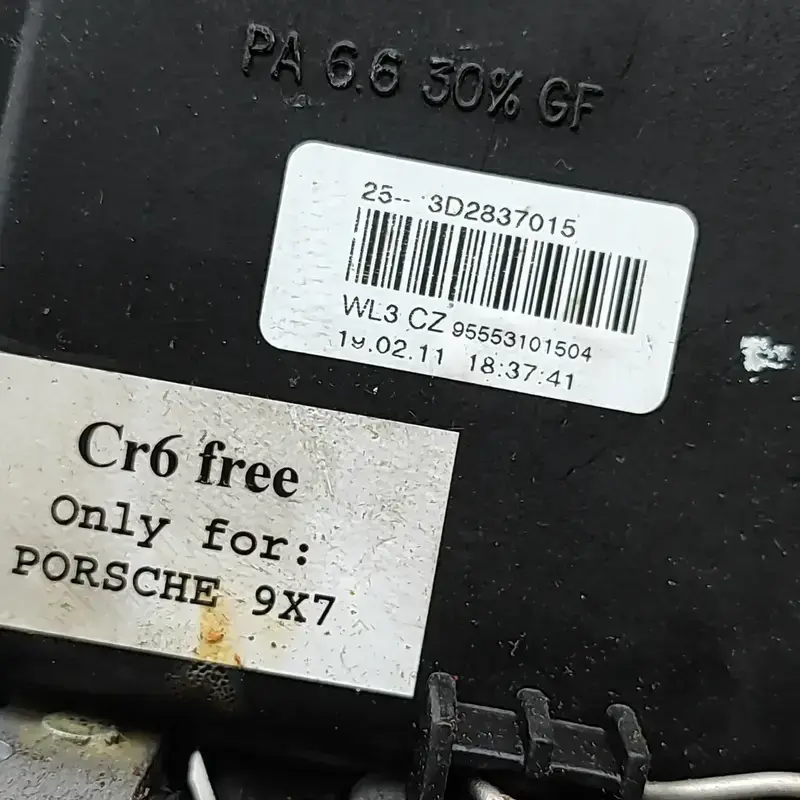 PA 6.6 30% GF
25-- 3D2837015
WL3 CZ 95553101504
19.02.11 18:37:41
Cr6 free
Only for:
PORSCHE 9X7